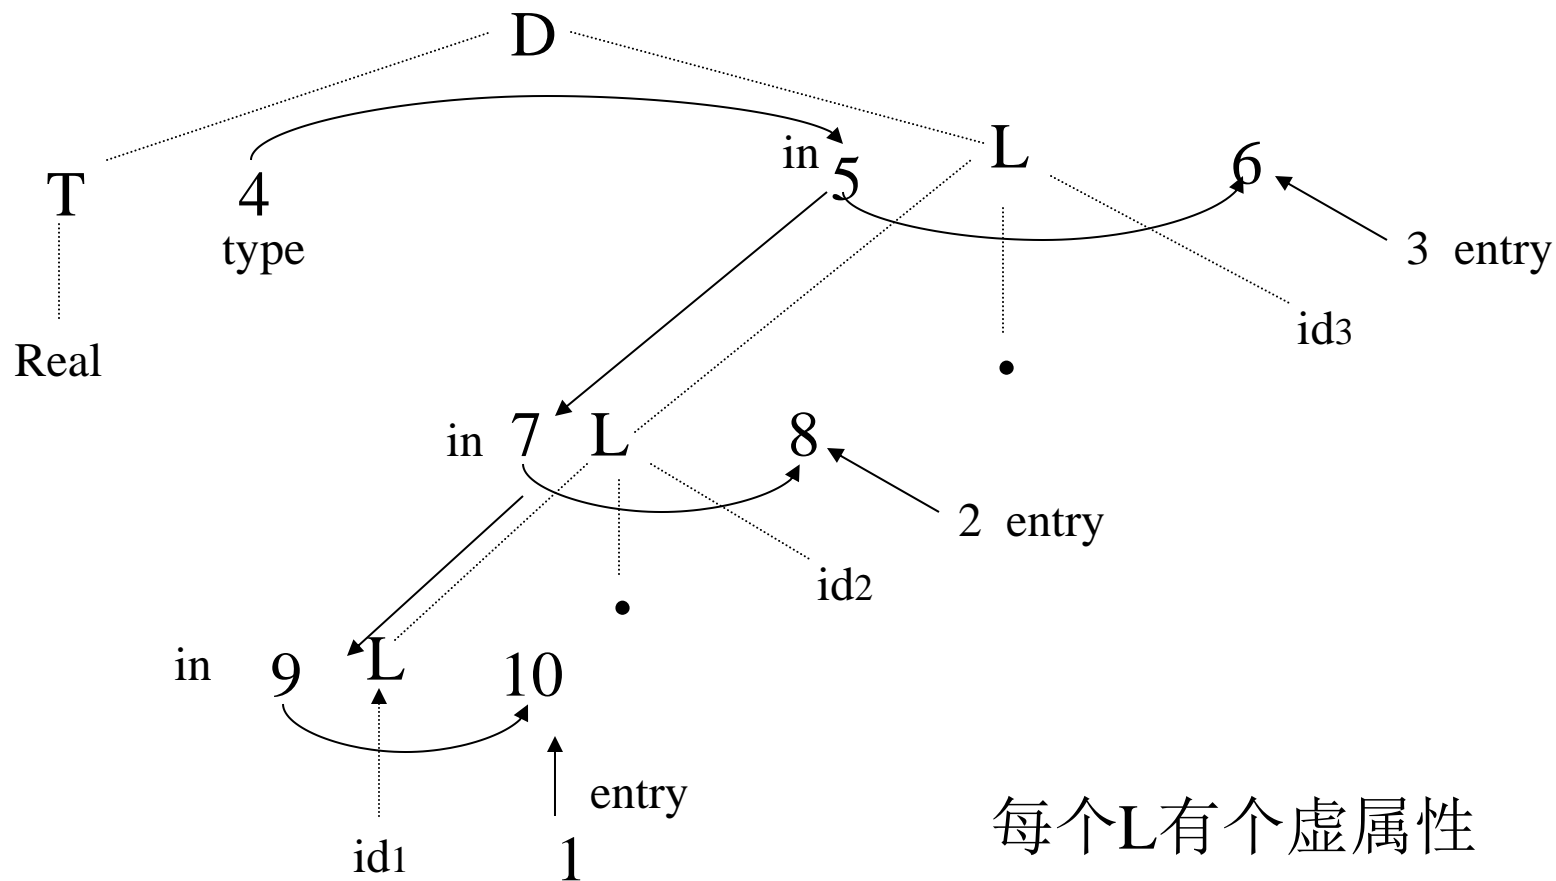 D
in 5 L 6
T 4
type
3 entry
id3
Real
in 7 L 8
2 entry
id2
in 9 L 10
entry
id1 1
每个L有个虚属性